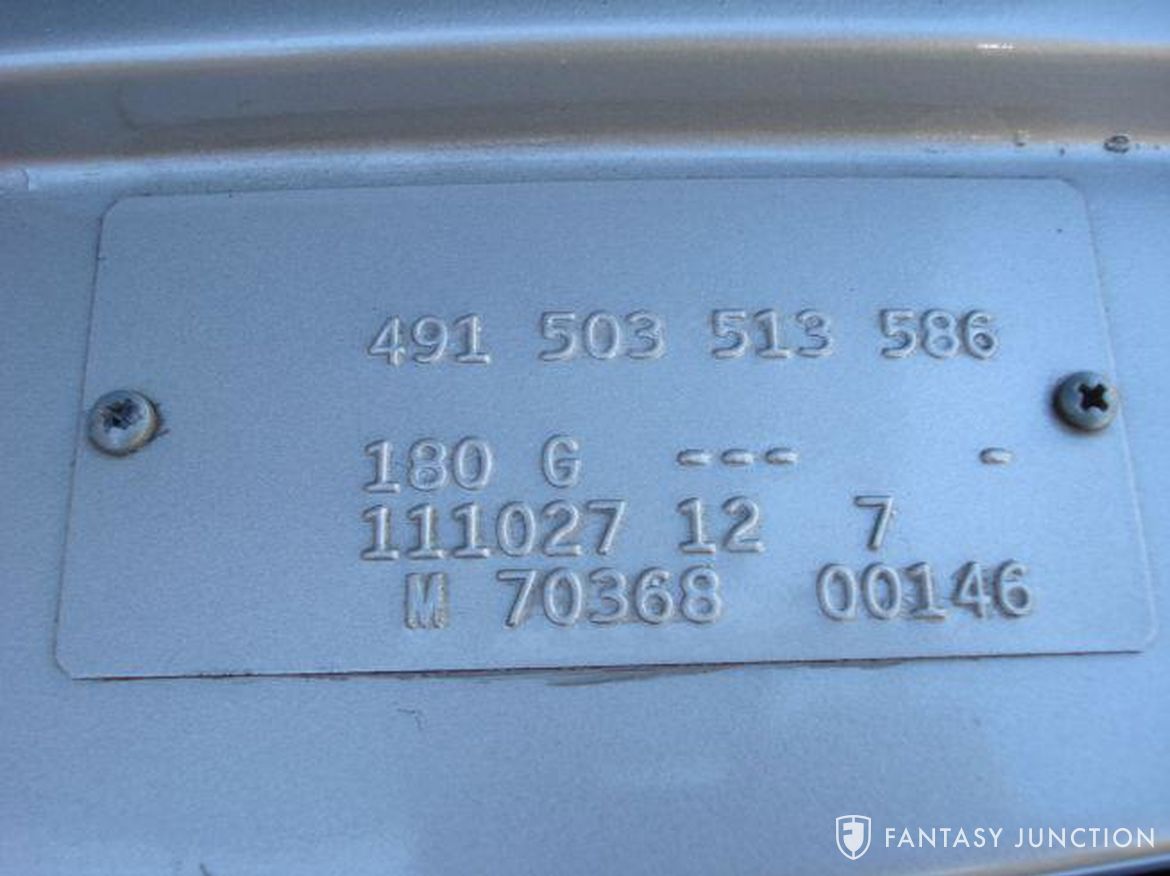 491 503 513 586
180 G --- -
111027 12 7
M 70368 00146
FANTASY JUNCTION